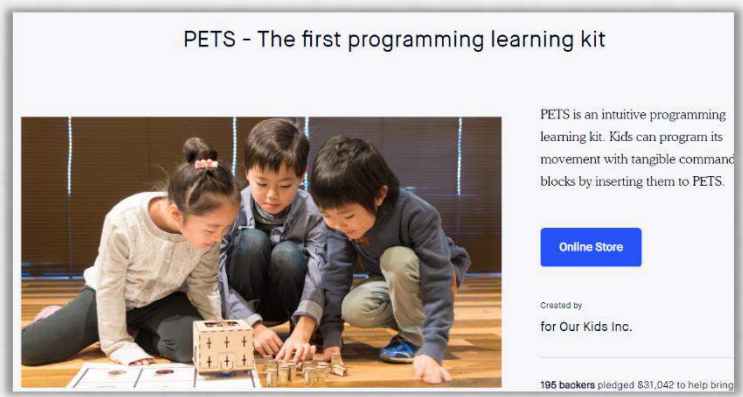 PETS - The first programming learning kit
PETS is an intuitive programming
learning kit. Kids can program its
movement with tangible command
blocks by inserting them to PETS.
Online Store
Created by
for Our Kids Inc.
195 backers pledged $31,042 to help bring